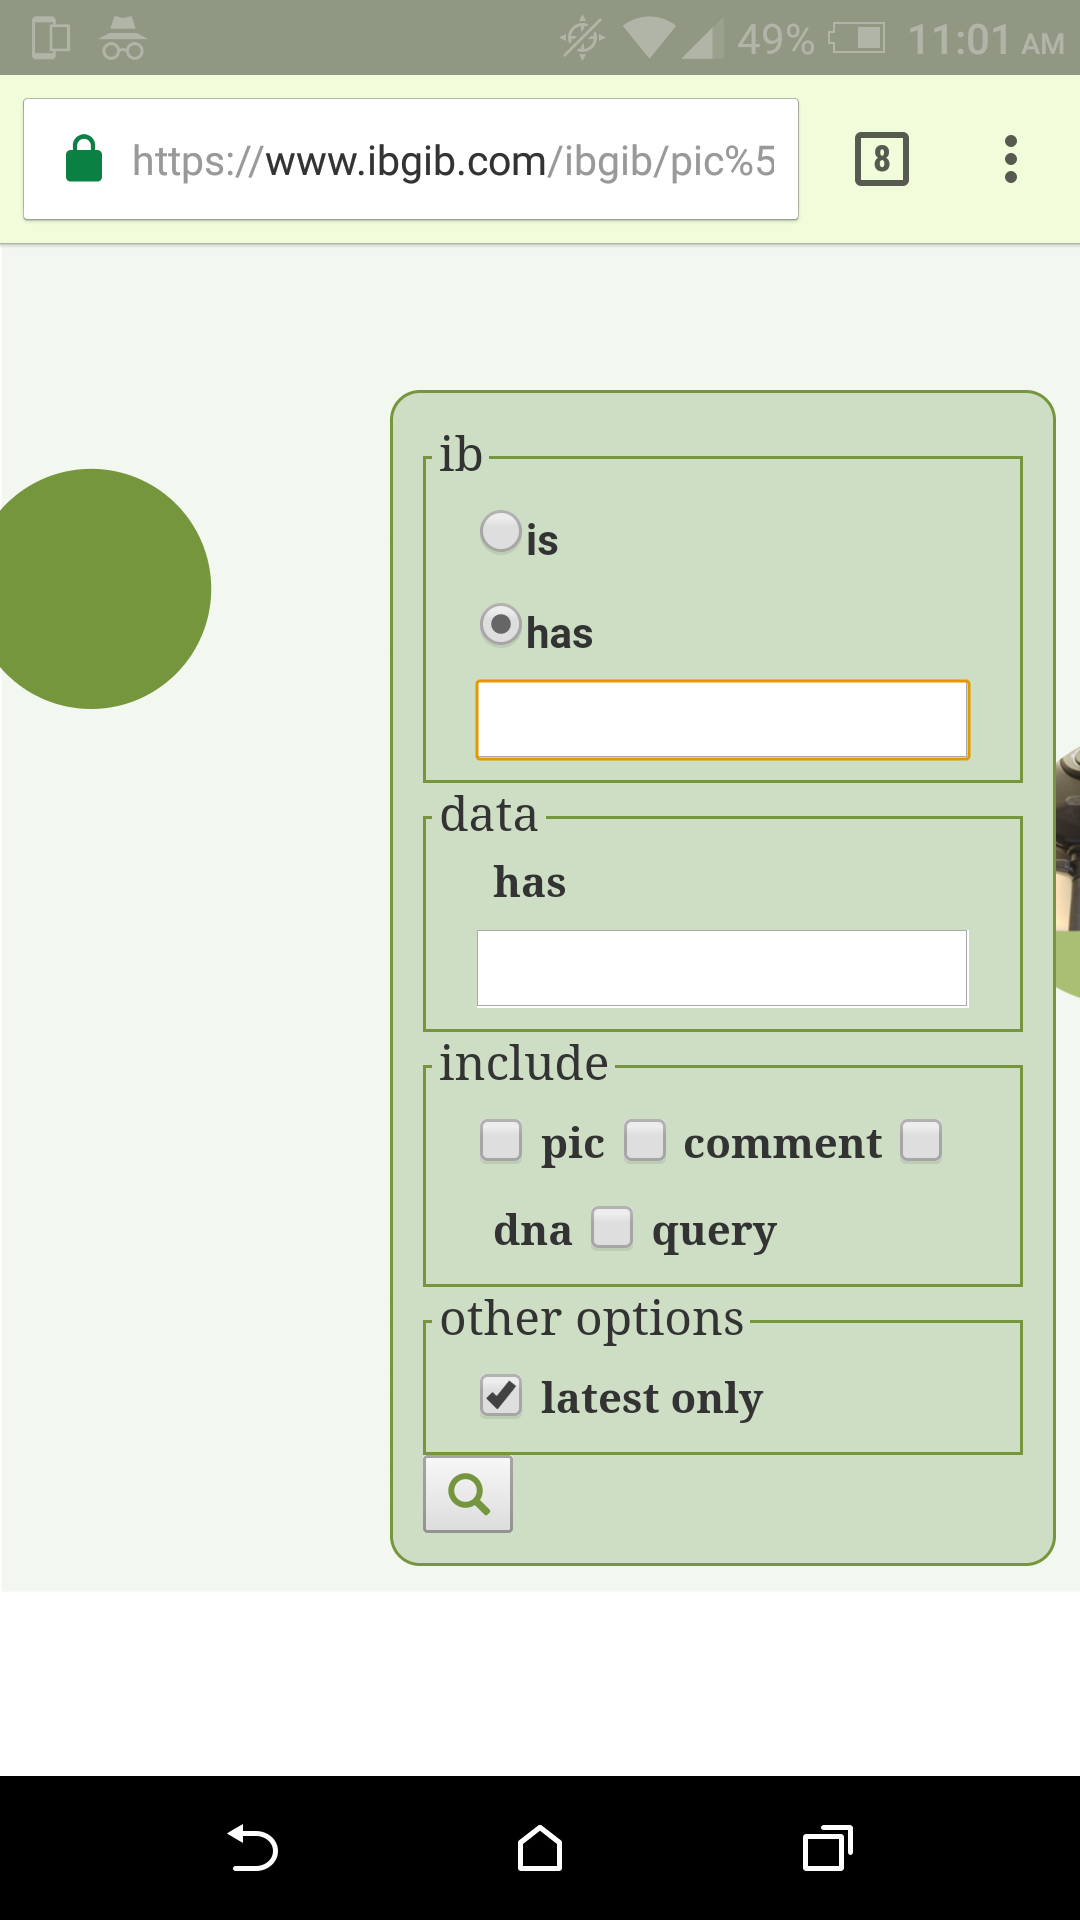 49% 11:01 AM
https://www.ibgib.com/ibgib/pic%5
8
ib
is
has
data
has
include
pic comment
dna query
other options
latest only